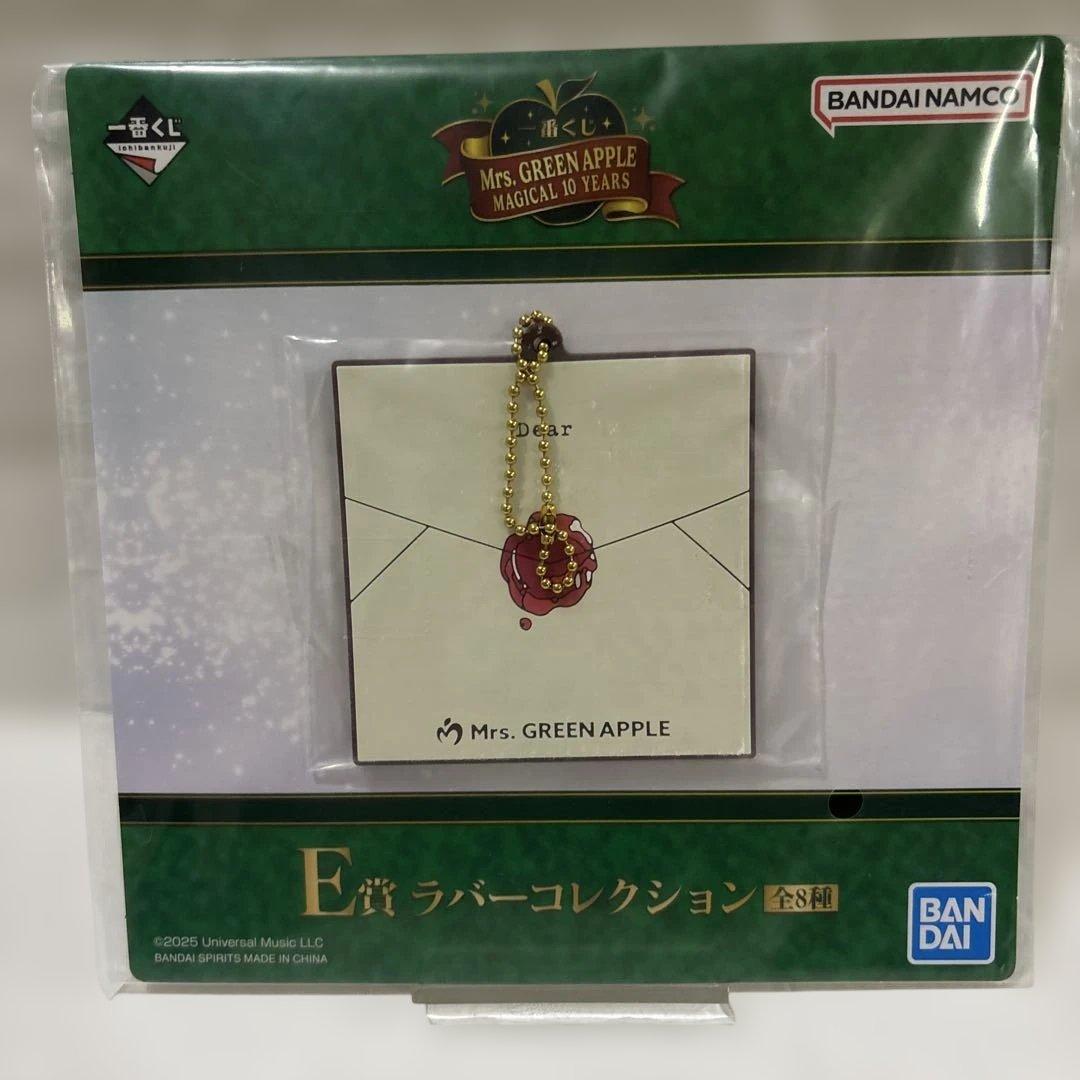 一番くじ
ichibankuji
一番くじ
Mrs. GREEN APPLE
MAGICAL 10 YEARS
BANDAI NAMCO
Dear
Mrs. GREEN APPLE
E賞 ラバーコレクション 全8種
©2025 Universal Music LLC
BANDAI SPIRITS MADE IN CHINA
BAN
DAI